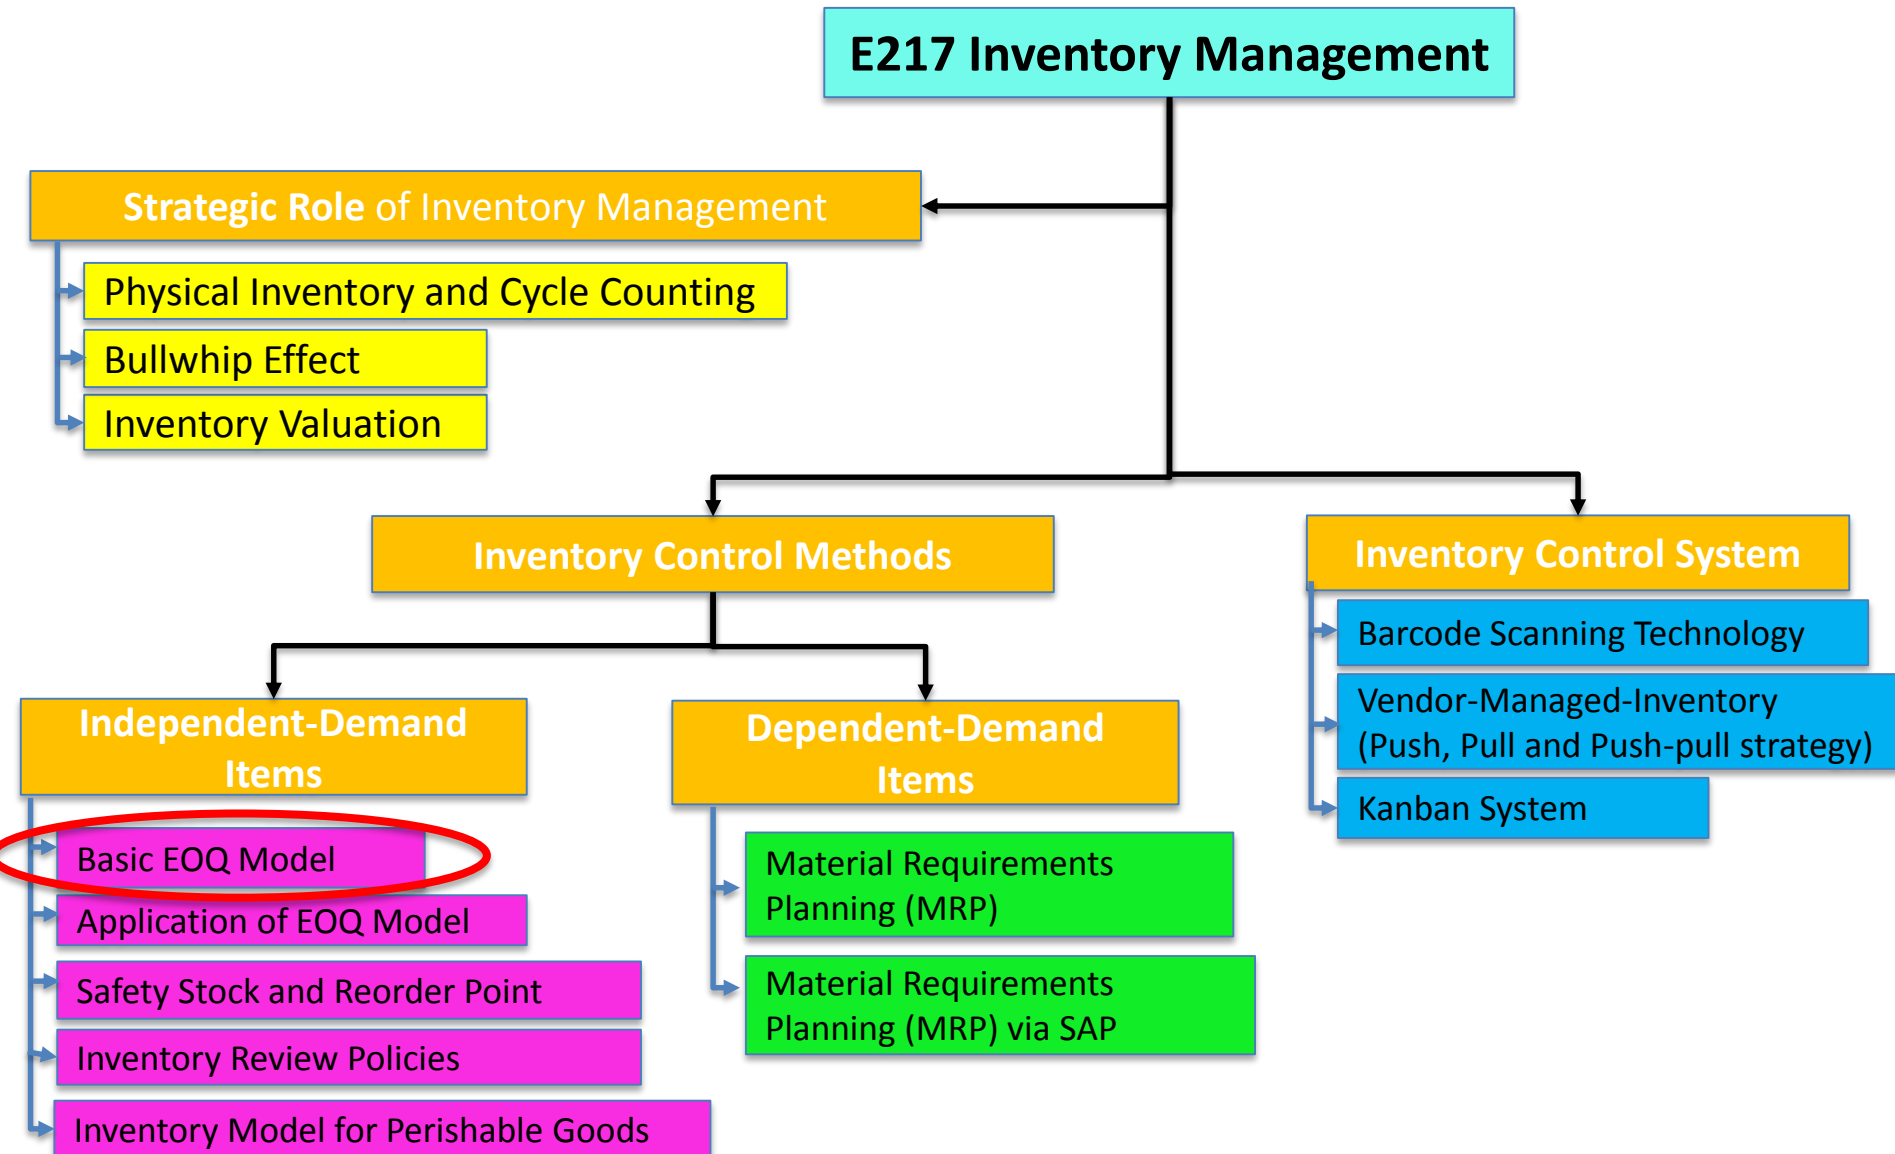 E217 Inventory Management
Strategic Role of Inventory Management
Physical Inventory and Cycle Counting
Bullwhip Effect
Inventory Valuation
Inventory Control Methods
Inventory Control System
Barcode Scanning Technology
Vendor-Managed-Inventory
(Push, Pull and Push-pull strategy)
Kanban System
Independent-Demand
Items
Basic EOQ Model
Application of EOQ Model
Safety Stock and Reorder Point
Inventory Review Policies
Inventory Model for Perishable Goods
Dependent-Demand
Items
Material Requirements
Planning (MRP)
Material Requirements
Planning (MRP) via SAP